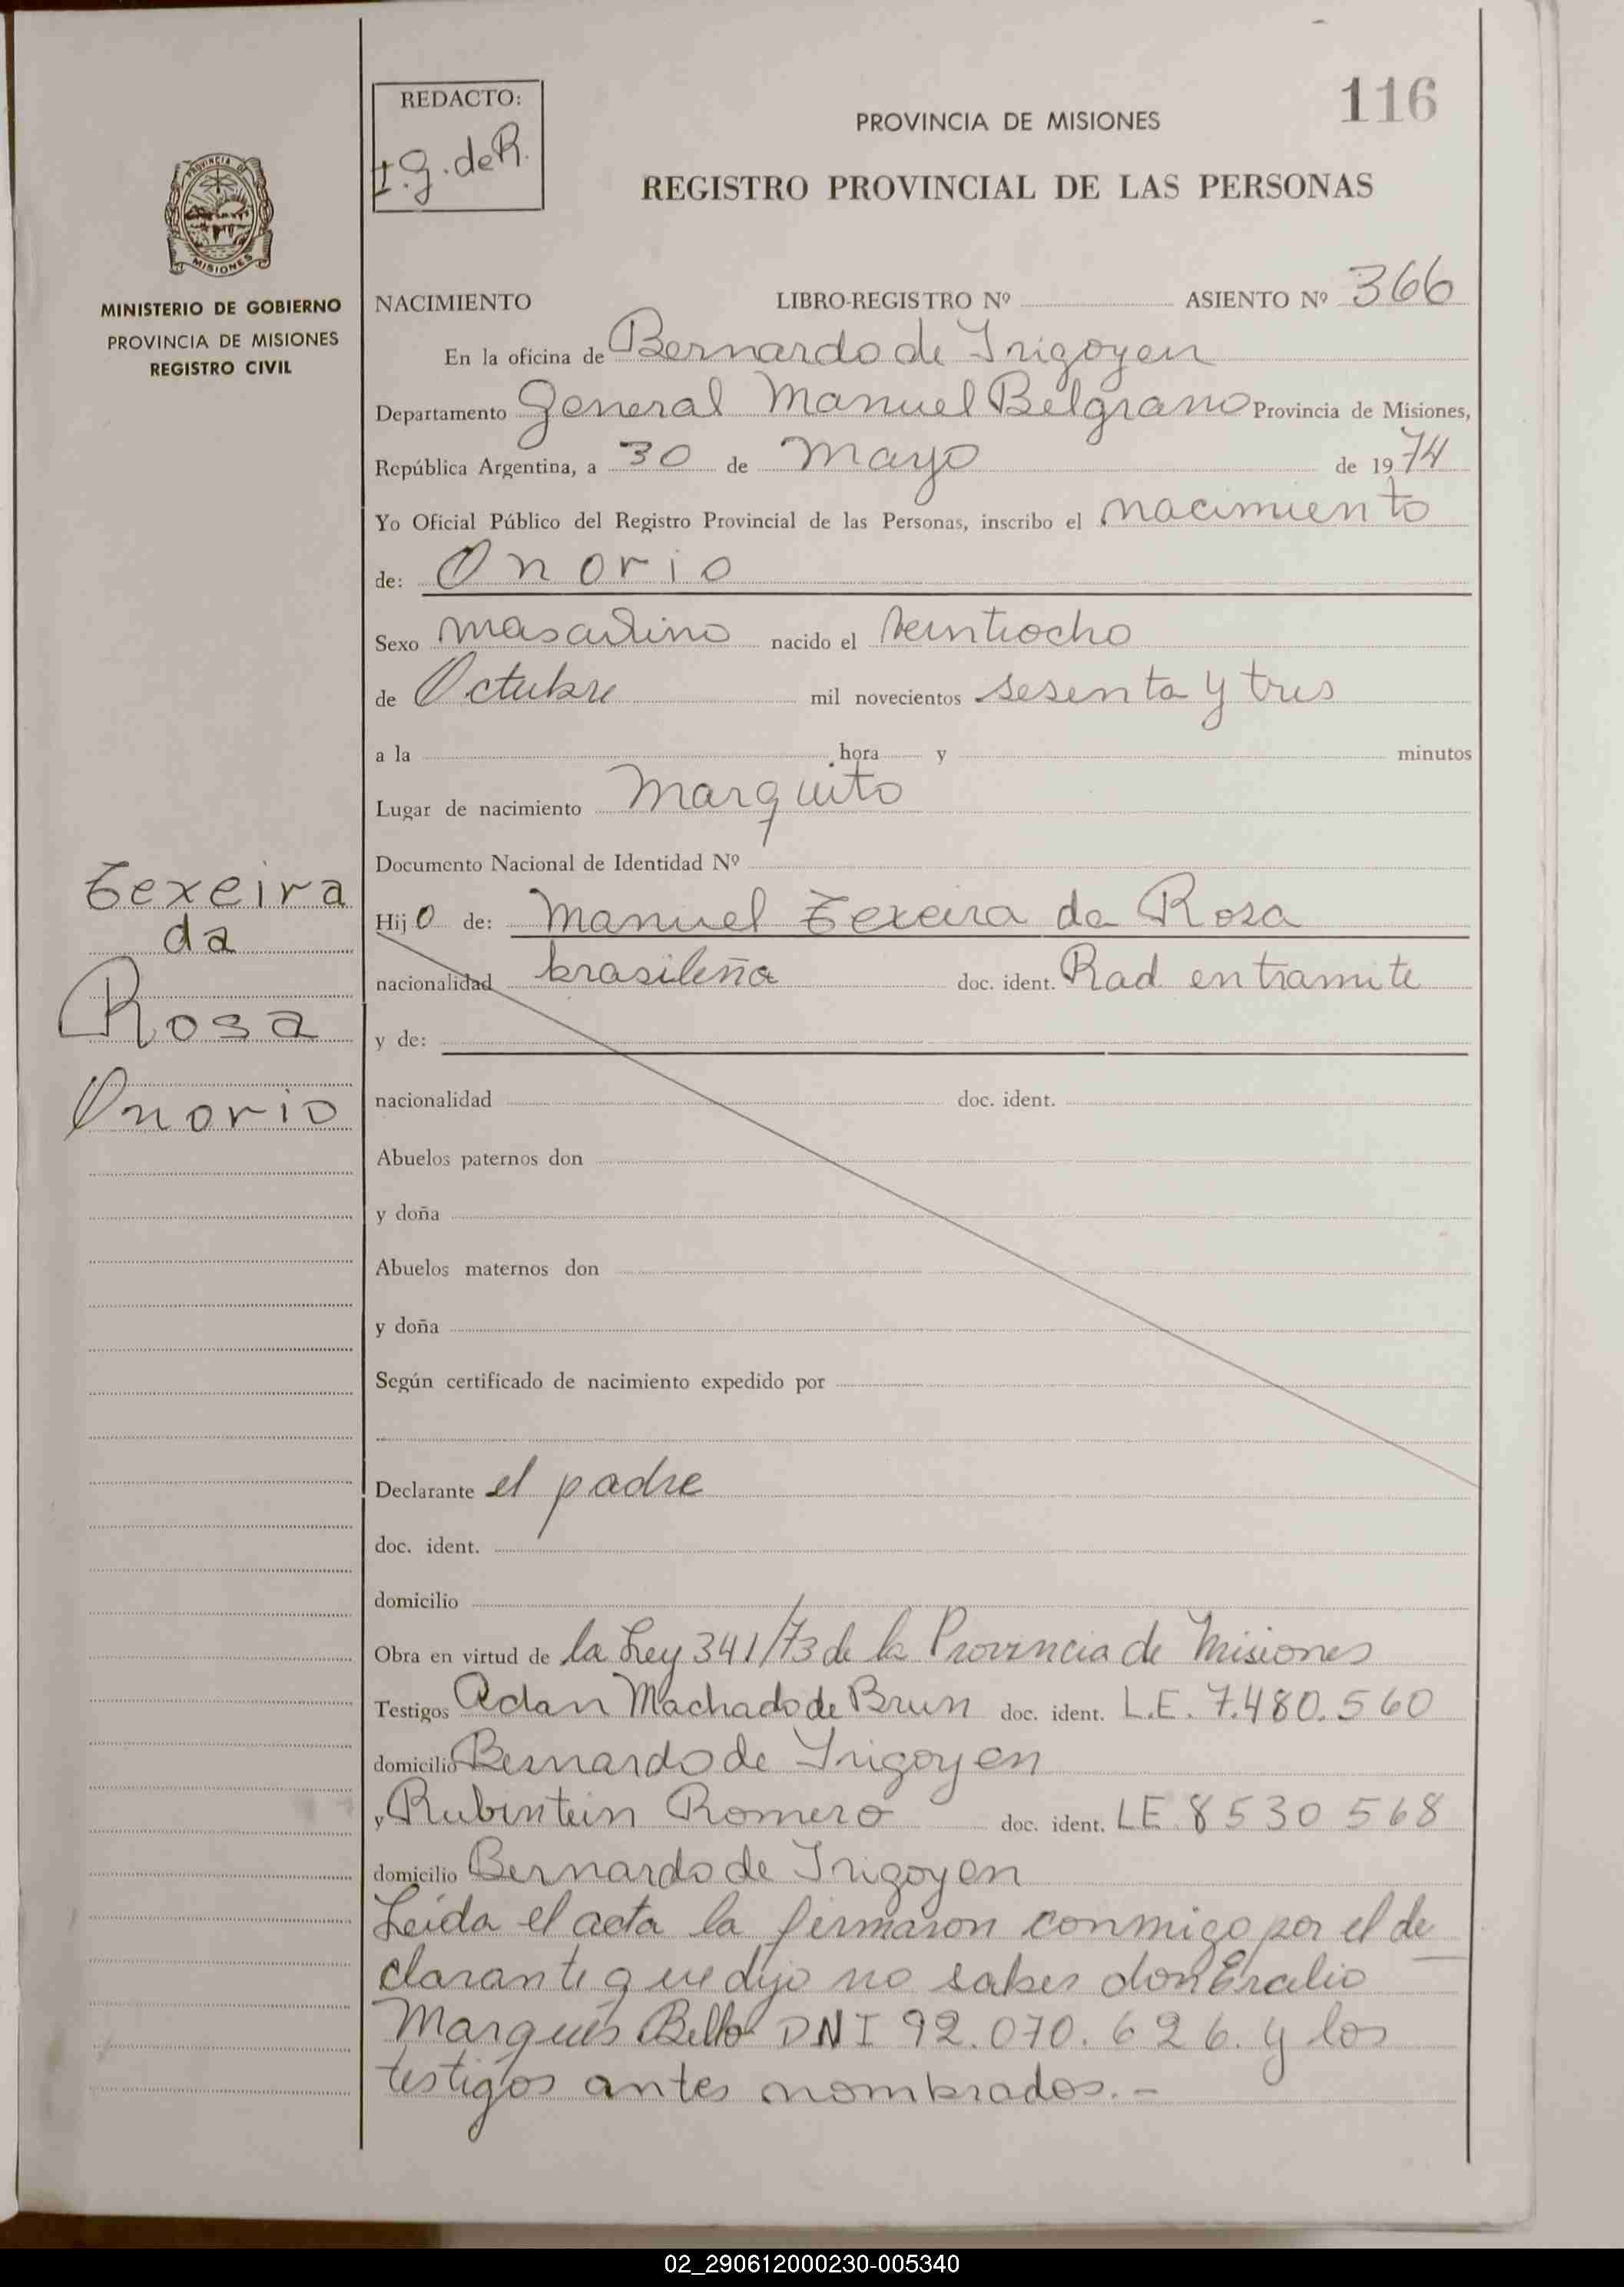 116
REDACTO:
I. G. de R.
PROVINCIA DE MISIONES
REGISTRO PROVINCIAL DE LAS PERSONAS
PROVINCIA DE
MISIONES
MINISTERIO DE GOBIERNO
PROVINCIA DE MISIONES
REGISTRO CIVIL
NACIMIENTO LIBRO-REGISTRO Nº ASIENTO Nº 366
En la oficina de Bernardo de Irigoyen
Departamento General Manuel Belgrano Provincia de Misiones,
República Argentina, a 30 de Mayo de 1974
Yo Oficial Público del Registro Provincial de las Personas, inscribo el nacimiento
de: Onorio
Sexo masculino nacido el veintiocho
de Octubre mil novecientos sesenta y tres
a la hora y minutos
Lugar de nacimiento Marquito
Documento Nacional de Identidad Nº
Texeira
da
Rosa
Onorio
Hijo de: Manuel Texeira da Rosa
nacionalidad brasileña doc. ident. Rad en tramite
y de:
nacionalidad doc. ident.
Abuelos paternos don
y doña
Abuelos maternos don
y doña
Según certificado de nacimiento expedido por
Declarante el padre
doc. ident.
domicilio
Obra en virtud de la Ley 341/73 de la Provincia de Misiones
Testigos Adan Machado de Brun doc. ident. L.E. 7.480.560
domicilio Bernardo de Irigoyen
y Rubintein Romero doc. ident. LE 8530568
domicilio Bernardo de Irigoyen
Leída el acta la firmaron conmigo por el de
clarante que dijo no saber don Eralio
Marques Bello DNI 92.070.626. y los
testigos antes nombrados.-
02_290612000230-005340